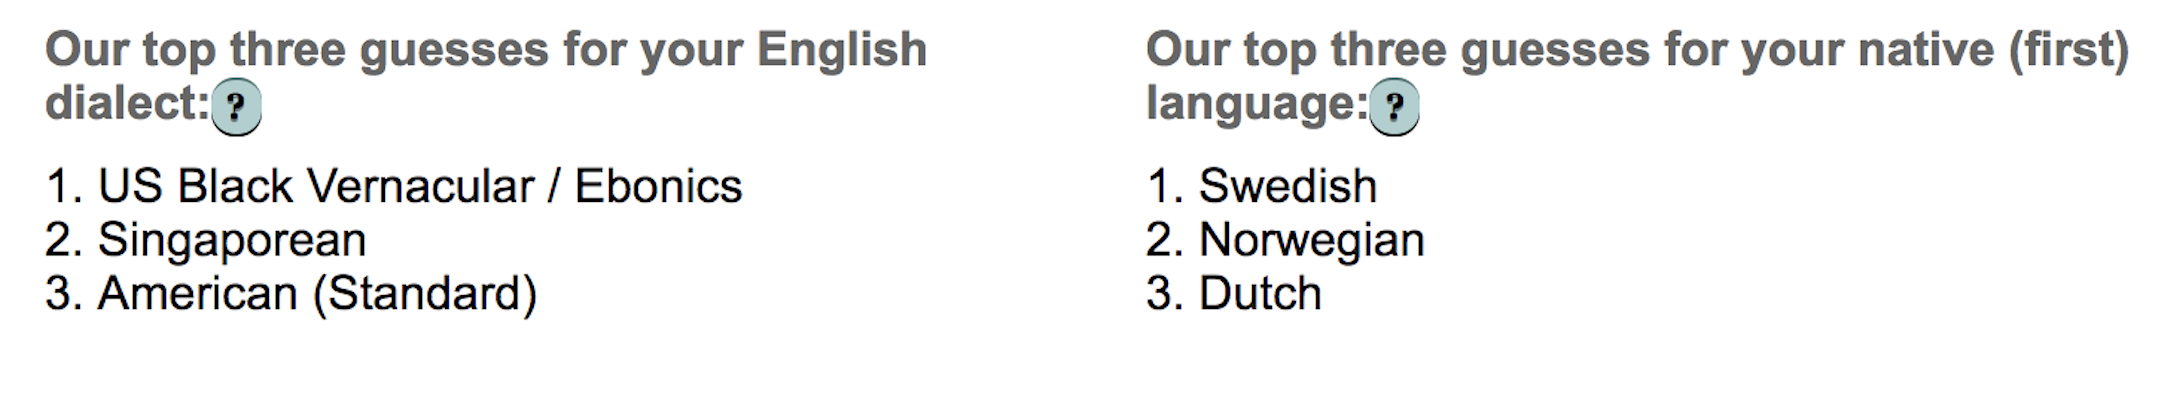 Our top three guesses for your English
dialect:?
1. US Black Vernacular / Ebonics
2. Singaporean
3. American (Standard)
Our top three guesses for your native (first)
language:?
1. Swedish
2. Norwegian
3. Dutch